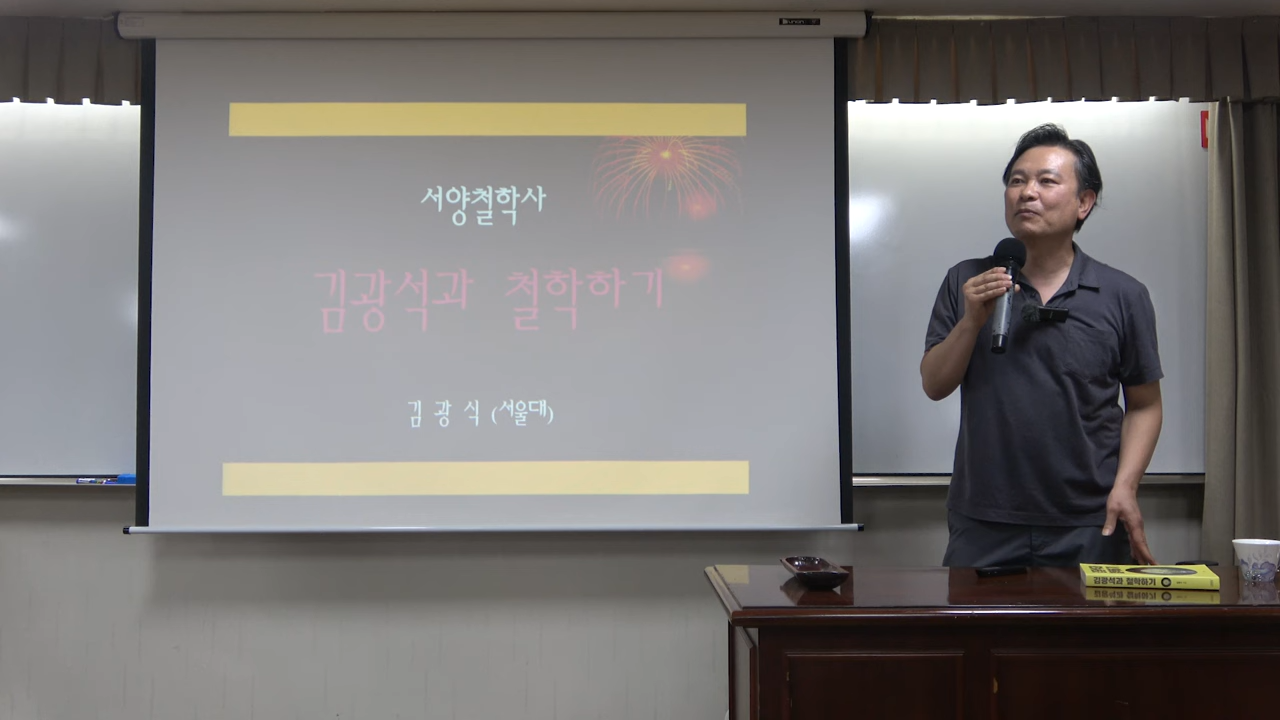 서양철학사
김광석과 철학하기
김 광 식 (서울대)
김광석과 철학하기